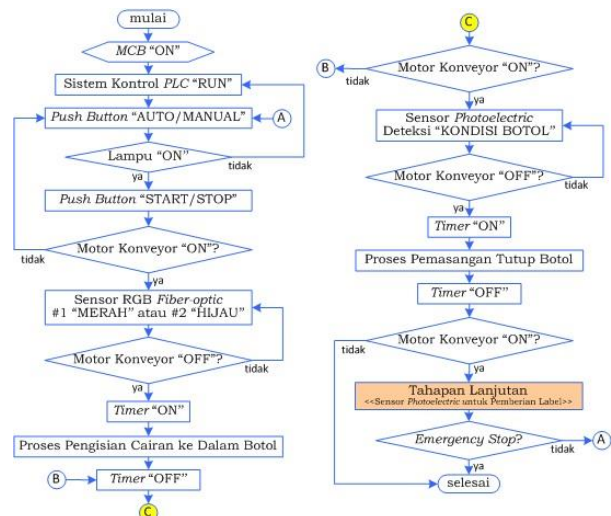 mulai
MCB “ON”
Sistem Kontrol PLC “RUN”
Push Button “AUTO/MANUAL”
A
Lampu “ON”
tidak
ya
Push Button “START/STOP”
Motor Konveyor “ON”?
tidak
ya
Sensor RGB Fiber-optic
#1 “MERAH” atau #2 “HIJAU”
Motor Konveyor “OFF”?
tidak
ya
Timer “ON”
Proses Pengisian Cairan ke Dalam Botol
B
Timer “OFF”
C
C
B
Motor Konveyor “ON”?
tidak
ya
Sensor Photoelectric
Deteksi “KONDISI BOTOL”
Motor Konveyor “OFF”?
tidak
ya
Timer “ON”
Proses Pemasangan Tutup Botol
Timer “OFF”
Motor Konveyor “ON”?
tidak
ya
Tahapan Lanjutan
<<Sensor Photoelectric untuk Pemberian Label>>
Emergency Stop?
A
tidak
ya
selesai